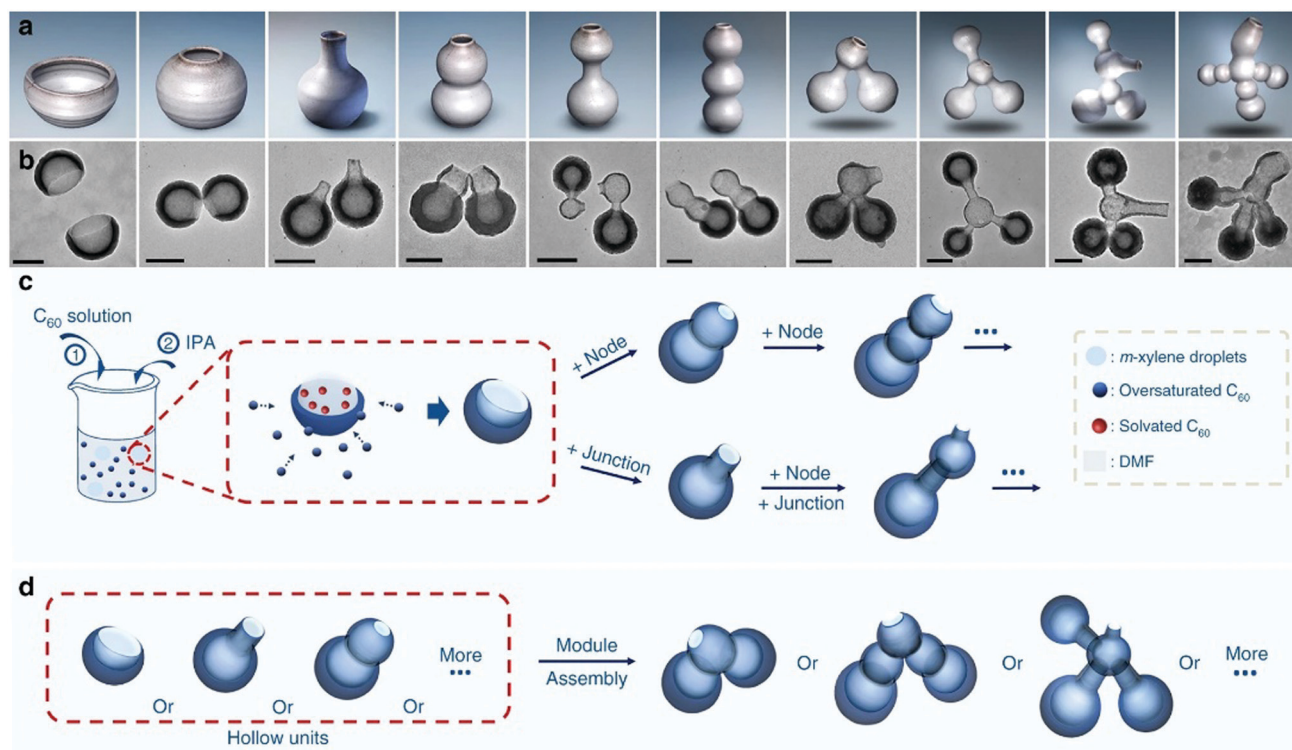 a
b
c
C₆₀ solution
①
② IPA
+ Node
+ Node
•••
+ Junction
+ Node
+ Junction
•••
: m-xylene droplets
: Oversaturated C₆₀
: Solvated C₆₀
: DMF
d
Or
Or
Or
More
•••
Hollow units
Module
Assembly
Or
Or
Or
More
•••